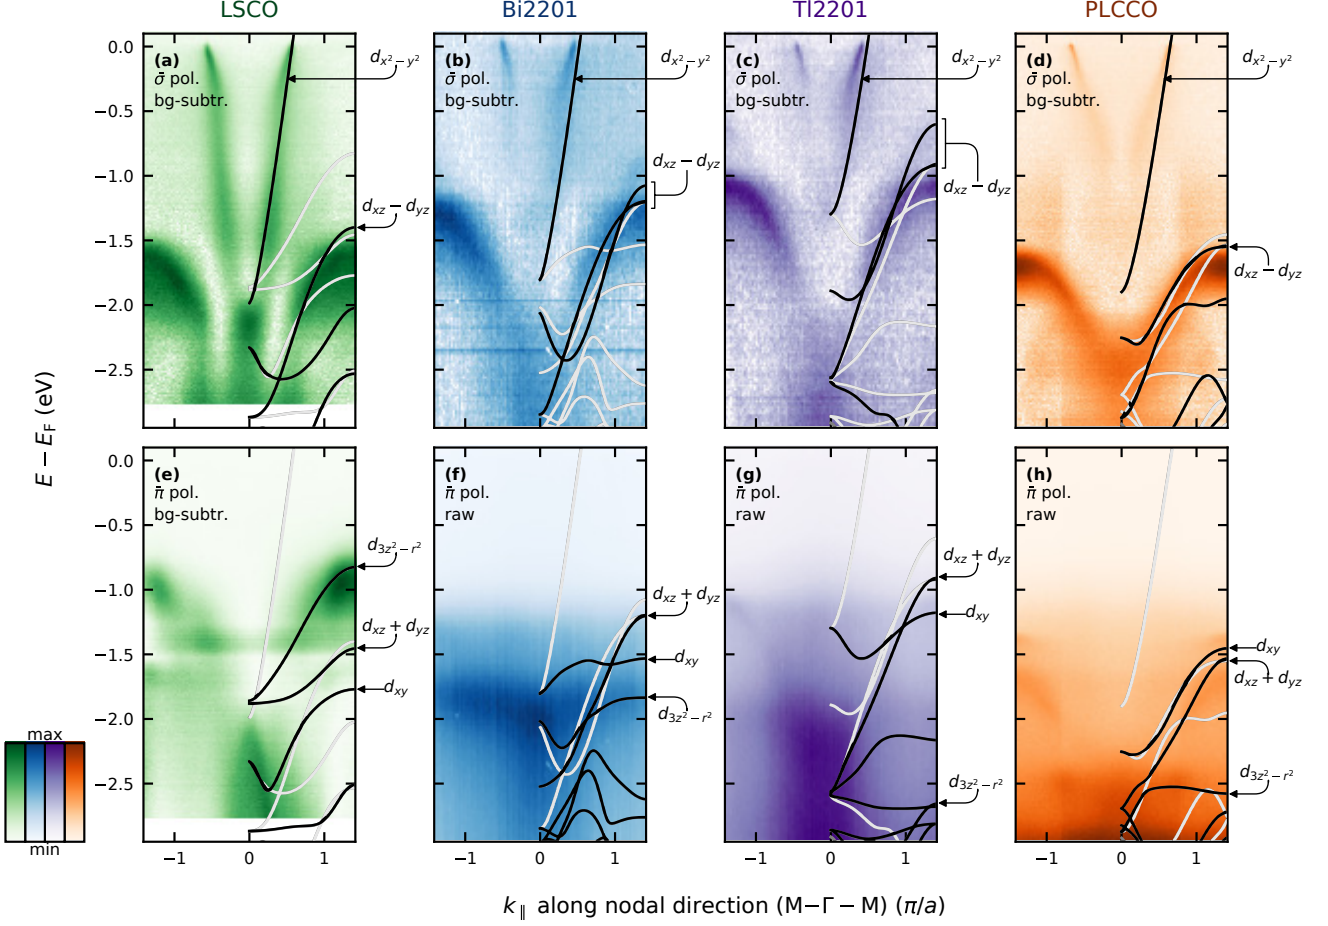 LSCO
Bi2201
Tl2201
PLCCO
0.0
−0.5
−1.0
−1.5
−2.0
−2.5
(a)
σ̄ pol.
bg-subtr.
d_{x²−y²}
d_{xz} − d_{yz}
(b)
σ̄ pol.
bg-subtr.
d_{x²−y²}
d_{xz} − d_{yz}
(c)
σ̄ pol.
bg-subtr.
d_{x²−y²}
d_{xz} − d_{yz}
(d)
σ̄ pol.
bg-subtr.
d_{x²−y²}
d_{xz} − d_{yz}
E − E_F (eV)
0.0
−0.5
−1.0
−1.5
−2.0
−2.5
(e)
π̄ pol.
bg-subtr.
d_{3z²−r²}
d_{xz} + d_{yz}
d_{xy}
(f)
π̄ pol.
raw
d_{xz} + d_{yz}
d_{xy}
d_{3z²−r²}
(g)
π̄ pol.
raw
d_{xz} + d_{yz}
d_{xy}
d_{3z²−r²}
(h)
π̄ pol.
raw
d_{xy}
d_{xz} + d_{yz}
d_{3z²−r²}
max
min
−1 0 1
−1 0 1
−1 0 1
−1 0 1
k_∥ along nodal direction (M−Γ−M) (π/a)